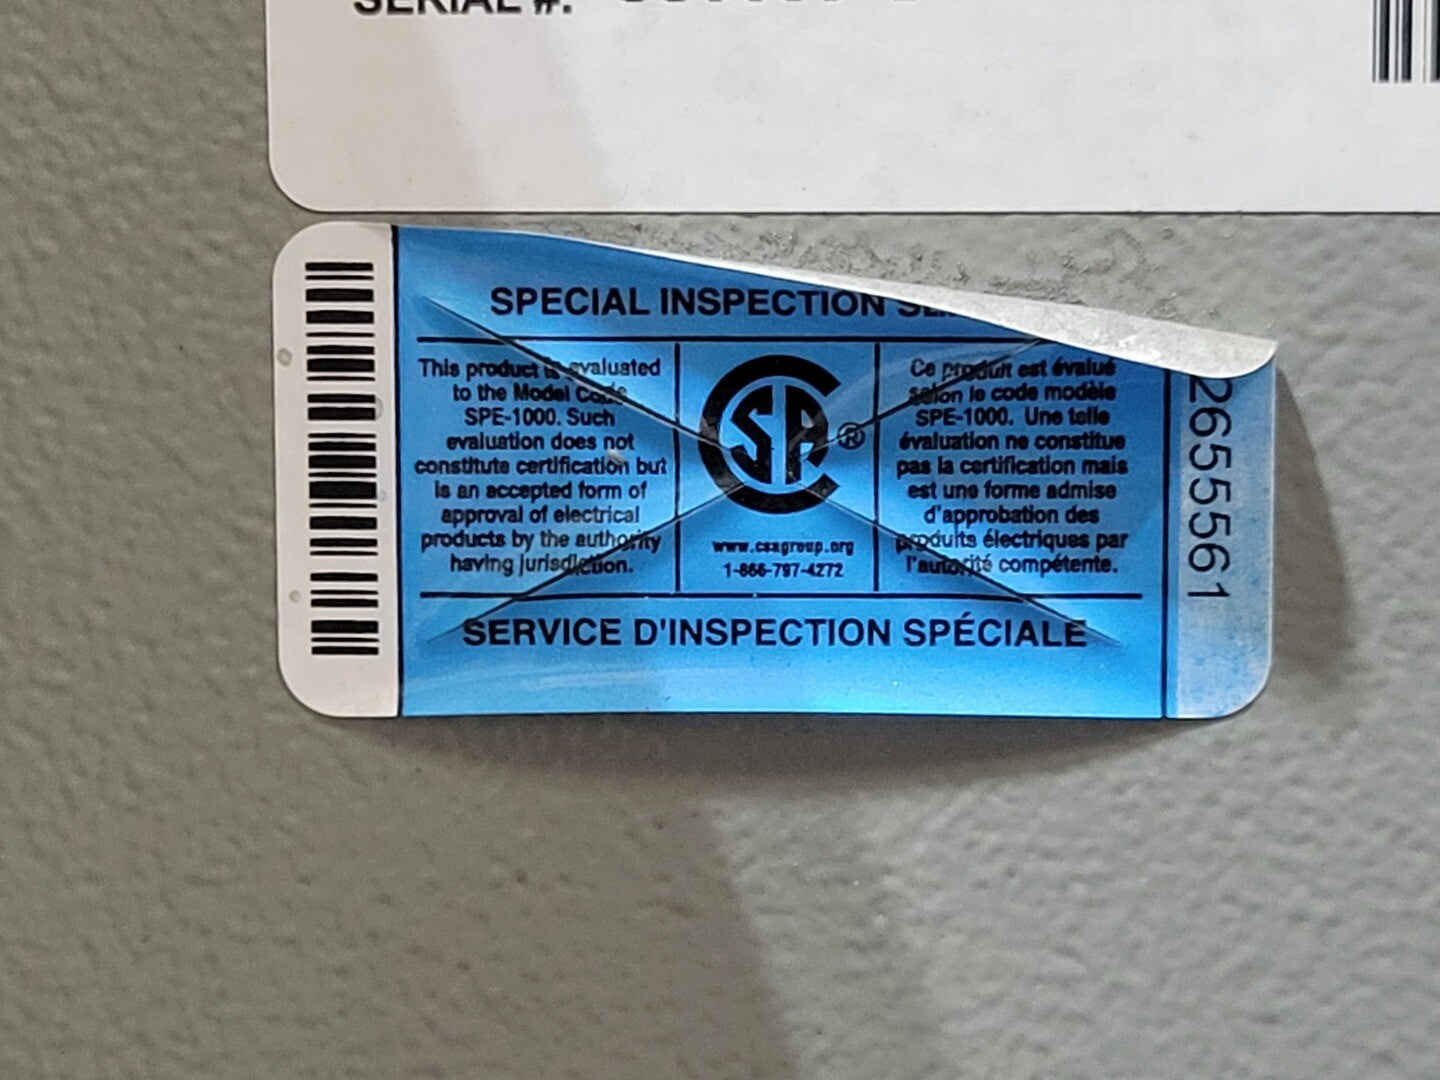 SERIAL #:
SPECIAL INSPECTION
This product is evaluated
to the Model Code
SPE-1000. Such
evaluation does not
constitute certification but
is an accepted form of
approval of electrical
products by the authority
having jurisdiction.
CSA®
www.csagroup.org
1-866-797-4272
Ce produit est évalué
selon le code modèle
SPE-1000. Une telle
évaluation ne constitue
pas la certification mais
est une forme admise
d'approbation des
produits électriques par
l'autorité compétente.
SERVICE D'INSPECTION SPÉCIALE
2655561